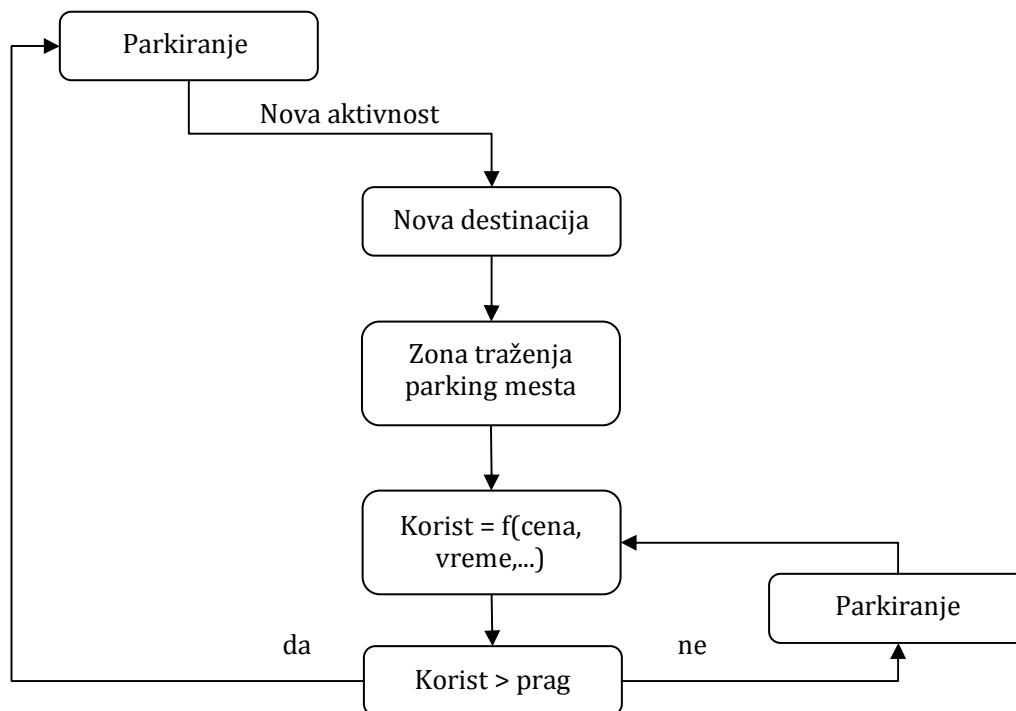 Parkiranje
Nova aktivnost
Nova destinacija
Zona traženja
parking mesta
Korist = f(cena,
vreme,...)
Parkiranje
da
ne
Korist > prag